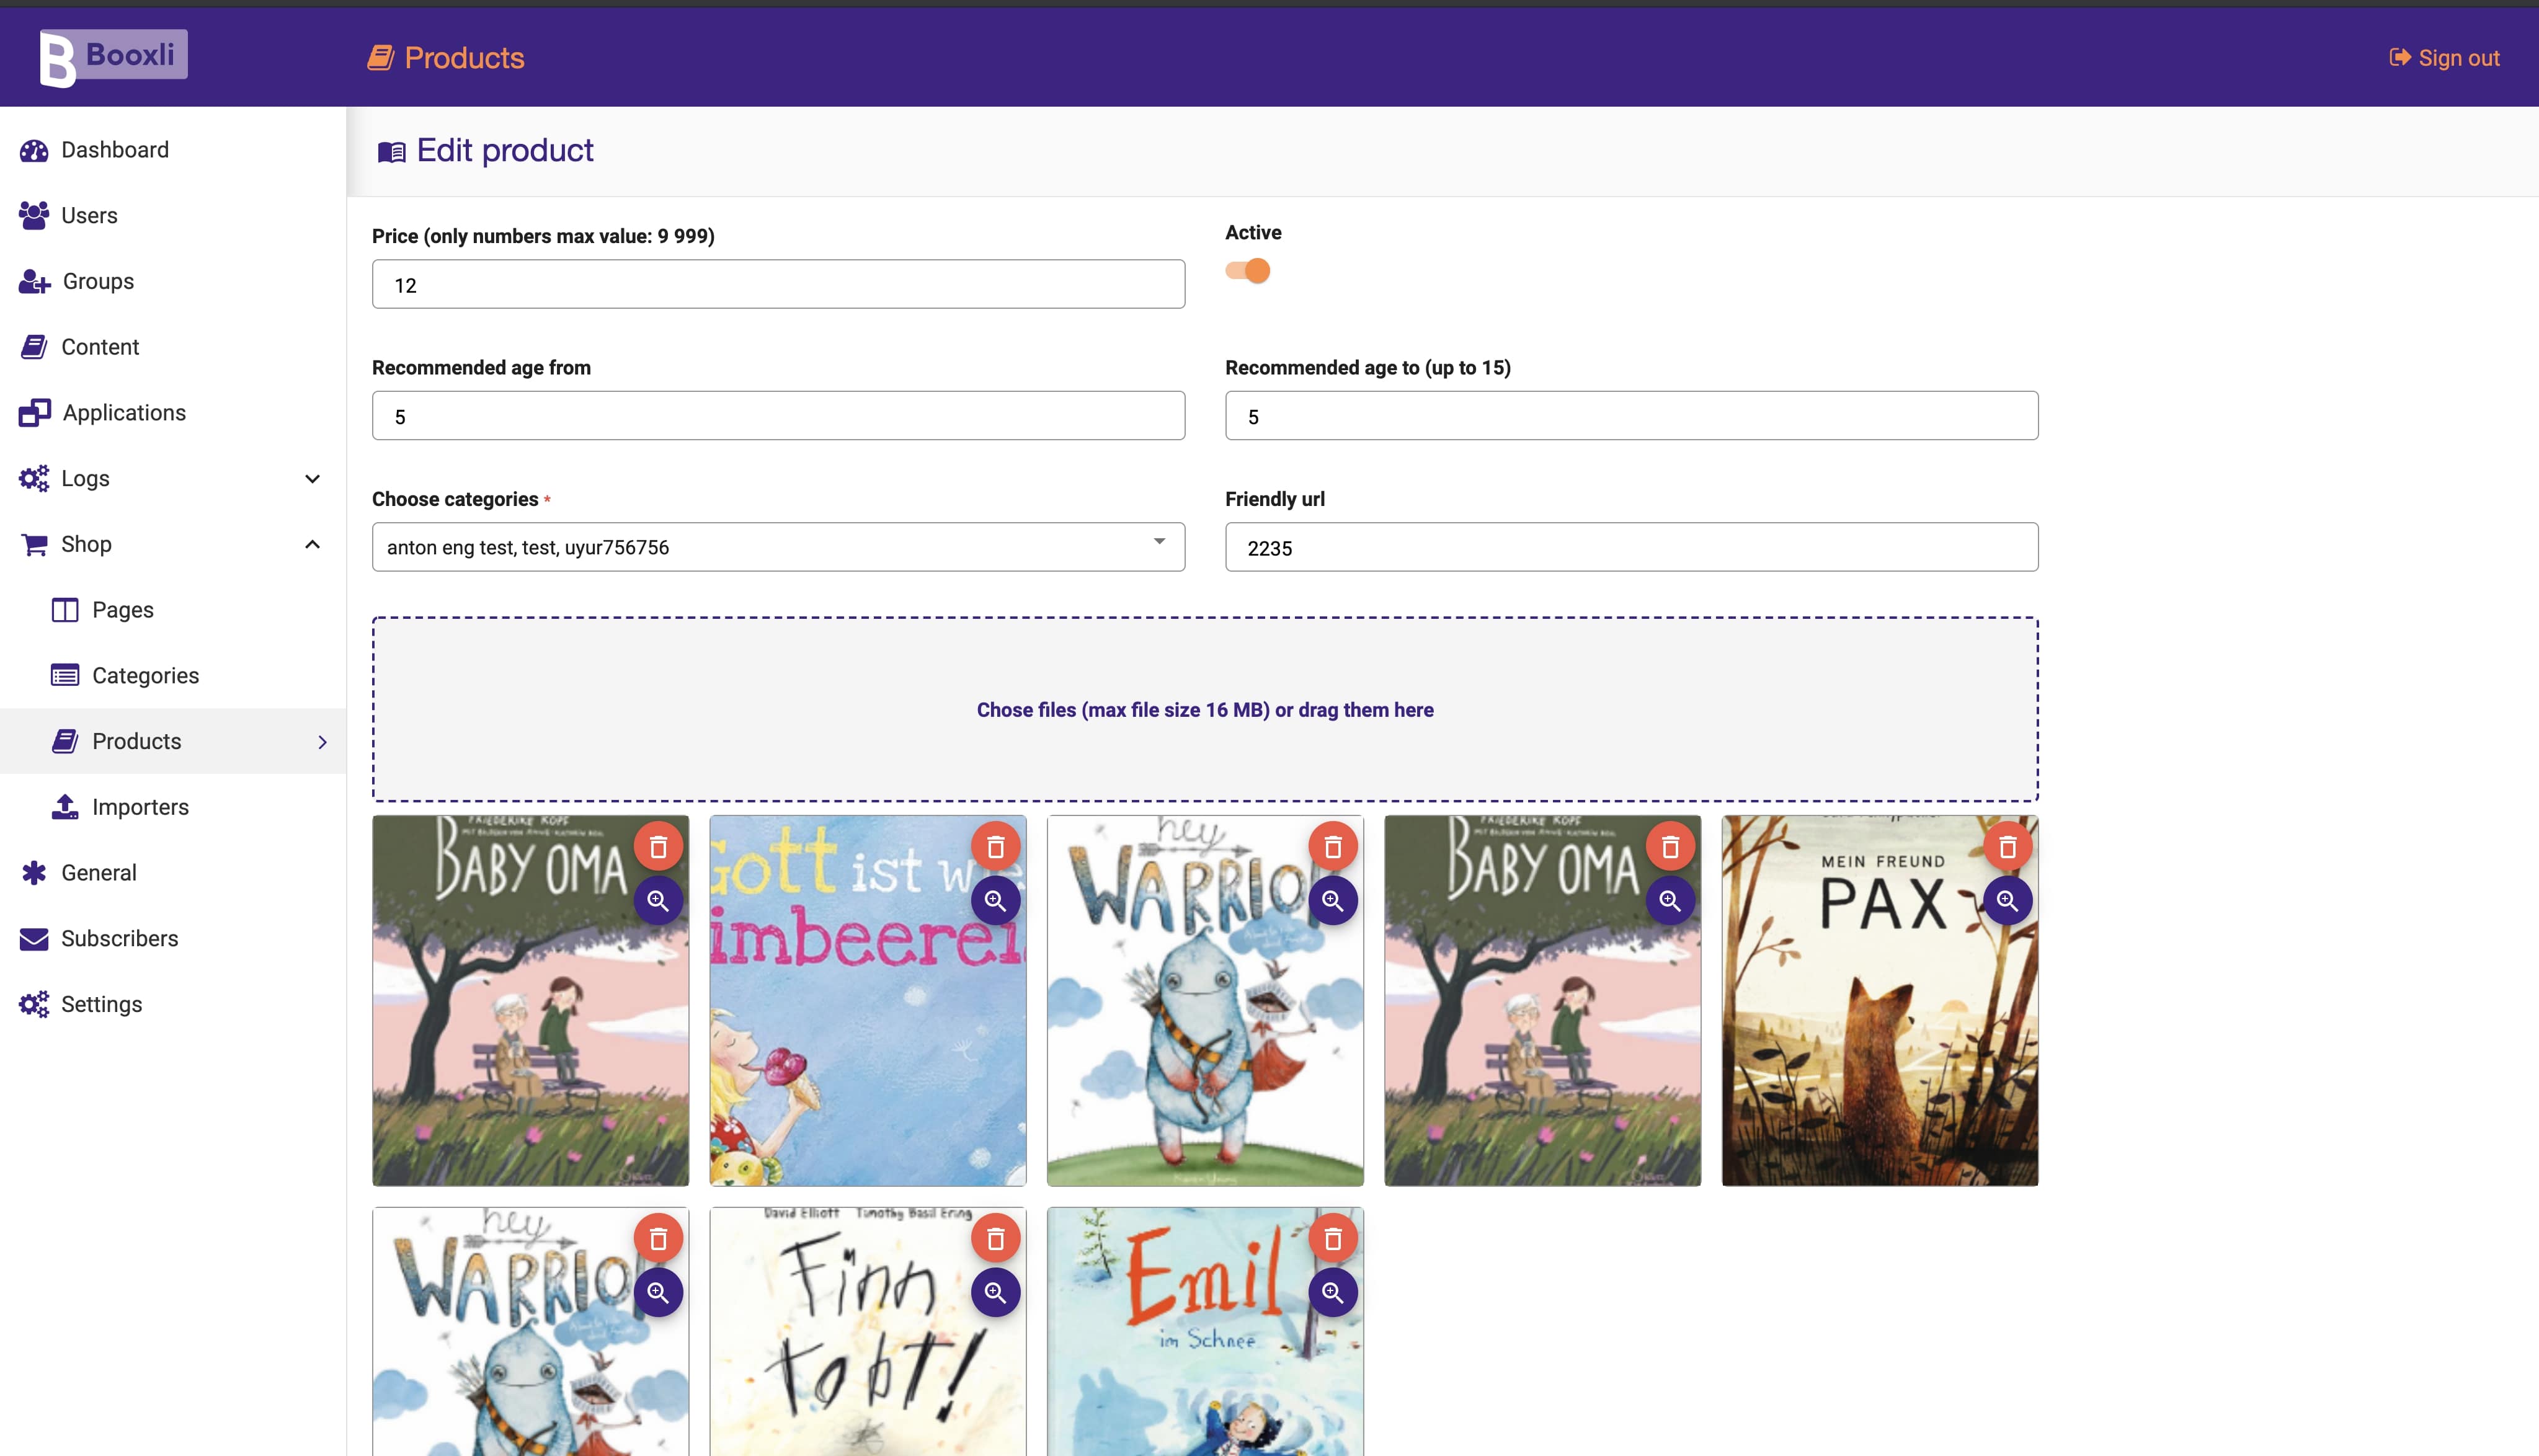 Booxli
Products
Sign out
Dashboard
Users
Groups
Content
Applications
Logs
Shop
Pages
Categories
Products
Importers
General
Subscribers
Settings
Edit product
Price (only numbers max value: 9 999)
12
Active
Recommended age from
5
Recommended age to (up to 15)
5
Choose categories *
anton eng test, test, uyur756756
Friendly url
2235
Chose files (max file size 16 MB) or drag them here
FRIEDERIKE KOPF
BABY OMA
Gott ist wie
imbeerei
hey
WARRIOR
FRIEDERIKE KOPF
BABY OMA
MEIN FREUND
PAX
hey
WARRIO
David Elliott Timothy Basil Ering
Finn
tobt!
Emil
im Schnee